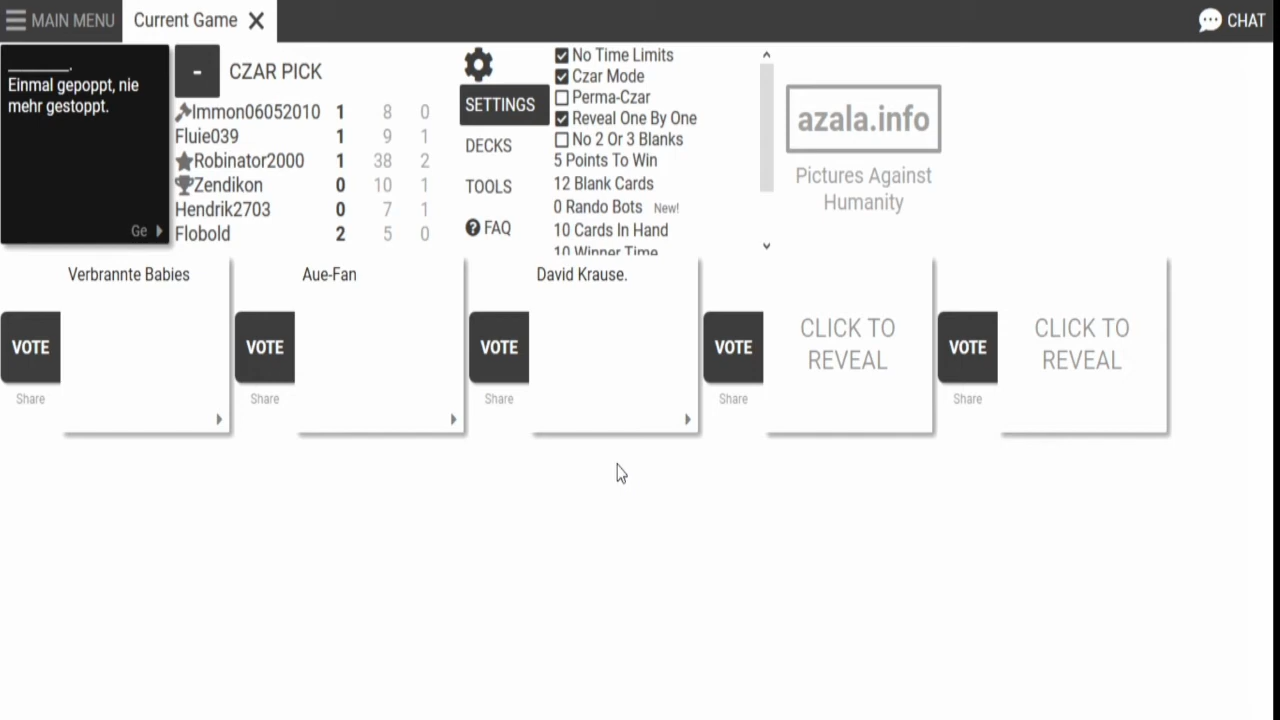 MAIN MENU
Current Game
CHAT
_______.
Einmal gepoppt, nie
mehr gestoppt.
Ge
-
CZAR PICK
Immon06052010 1 8 0
Fluie039 1 9 1
Robinator2000 1 38 2
Zendikon 0 10 1
Hendrik2703 0 7 1
Flobold 2 5 0
SETTINGS
DECKS
TOOLS
FAQ
No Time Limits
Czar Mode
Perma-Czar
Reveal One By One
No 2 Or 3 Blanks
5 Points To Win
12 Blank Cards
0 Rando Bots New!
10 Cards In Hand
10 Winner Time
azala.info
Pictures Against
Humanity
VOTE
Share
Verbrannte Babies
VOTE
Share
Aue-Fan
VOTE
Share
David Krause.
VOTE
Share
CLICK TO
REVEAL
VOTE
Share
CLICK TO
REVEAL